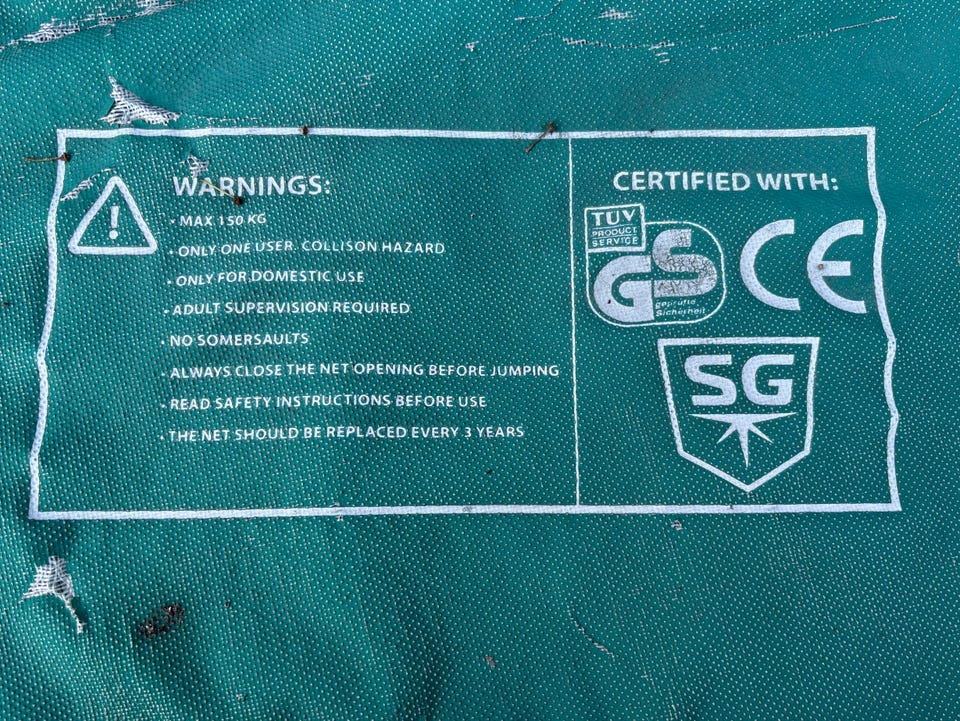 WARNINGS:
• MAX 150 KG
• ONLY ONE USER. COLLISON HAZARD
• ONLY FOR DOMESTIC USE
• ADULT SUPERVISION REQUIRED
• NO SOMERSAULTS
• ALWAYS CLOSE THE NET OPENING BEFORE JUMPING
• READ SAFETY INSTRUCTIONS BEFORE USE
• THE NET SHOULD BE REPLACED EVERY 3 YEARS
CERTIFIED WITH:
TÜV
PRODUCT
SERVICE
GS
geprüfte
Sicherheit
CE
SG